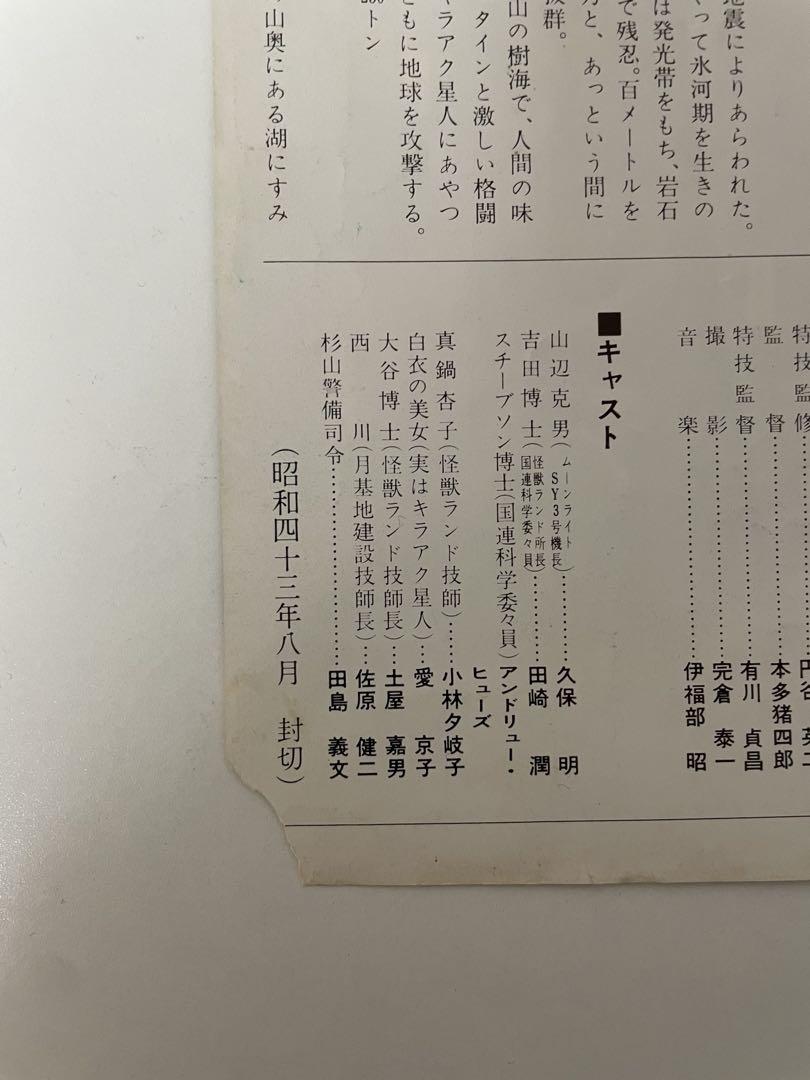 地震によりあらわれた。
やって氷河期を生きの
は発光帯をもち、岩石
で残忍。百メートルを
と、あっという間に
抜群。
山の樹海で、人間の味
タインと激しい格闘
キラアク星人にあやつ
ともに地球を攻撃する。
トン
山奥にある湖にすみ
特技監修
監督……本多猪四郎
特技監督……有川貞昌
撮影……完倉泰一
音楽……伊福部昭
■キャスト
山辺克男(ムーンライトSY3号機長)……久保明
吉田博士(怪獣ランド所長国連科学委々員)……田崎潤
スチーブソン博士(国連科学委々員)アンドリュー・
ヒューズ
真鍋杏子(怪獣ランド技師)……小林夕岐子
白衣の美女(実はキラアク星人)…愛京子
大谷博士(怪獣ランド技師長)…土屋嘉男
西川(月基地建設技師長)…佐原健二
杉山警備司令……田島義文
(昭和四十三年八月 封切)